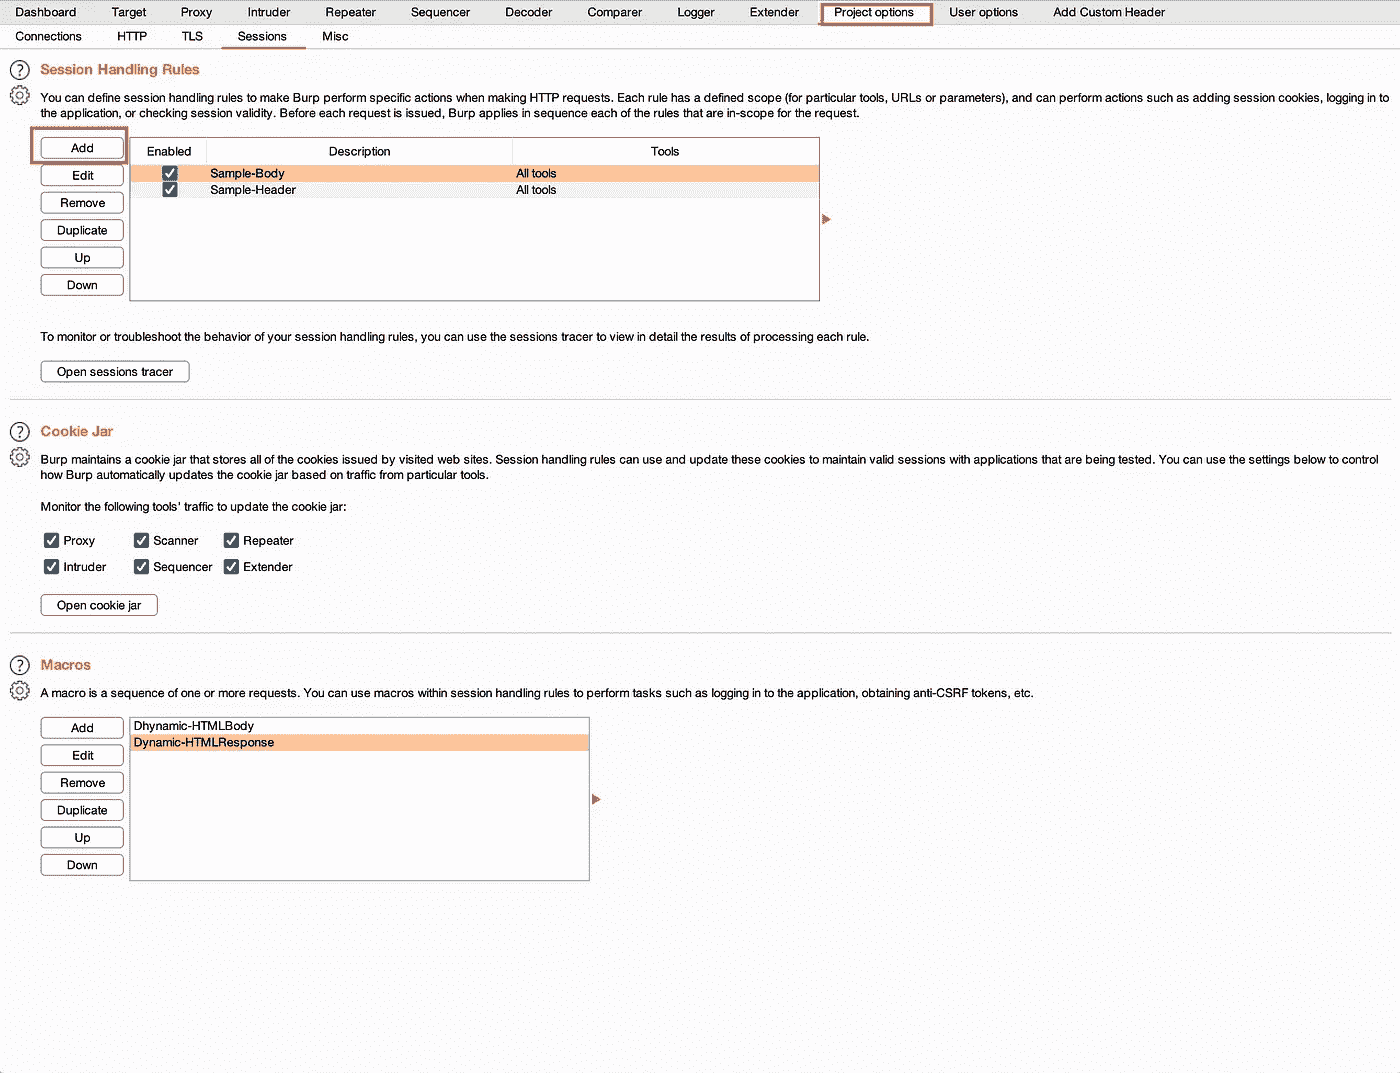 Dashboard Target Proxy Intruder Repeater Sequencer Decoder Comparer Logger Extender Project options User options Add Custom Header
Connections HTTP TLS Sessions Misc
? Session Handling Rules
You can define session handling rules to make Burp perform specific actions when making HTTP requests. Each rule has a defined scope (for particular tools, URLs or parameters), and can perform actions such as adding session cookies, logging in to
the application, or checking session validity. Before each request is issued, Burp applies in sequence each of the rules that are in-scope for the request.
Add
Edit
Remove
Duplicate
Up
Down
Enabled Description Tools
Sample-Body All tools
Sample-Header All tools
To monitor or troubleshoot the behavior of your session handling rules, you can use the sessions tracer to view in detail the results of processing each rule.
Open sessions tracer
? Cookie Jar
Burp maintains a cookie jar that stores all of the cookies issued by visited web sites. Session handling rules can use and update these cookies to maintain valid sessions with applications that are being tested. You can use the settings below to control
how Burp automatically updates the cookie jar based on traffic from particular tools.
Monitor the following tools' traffic to update the cookie jar:
Proxy Scanner Repeater
Intruder Sequencer Extender
Open cookie jar
? Macros
A macro is a sequence of one or more requests. You can use macros within session handling rules to perform tasks such as logging in to the application, obtaining anti-CSRF tokens, etc.
Add
Edit
Remove
Duplicate
Up
Down
Dhynamic-HTMLBody
Dynamic-HTMLResponse